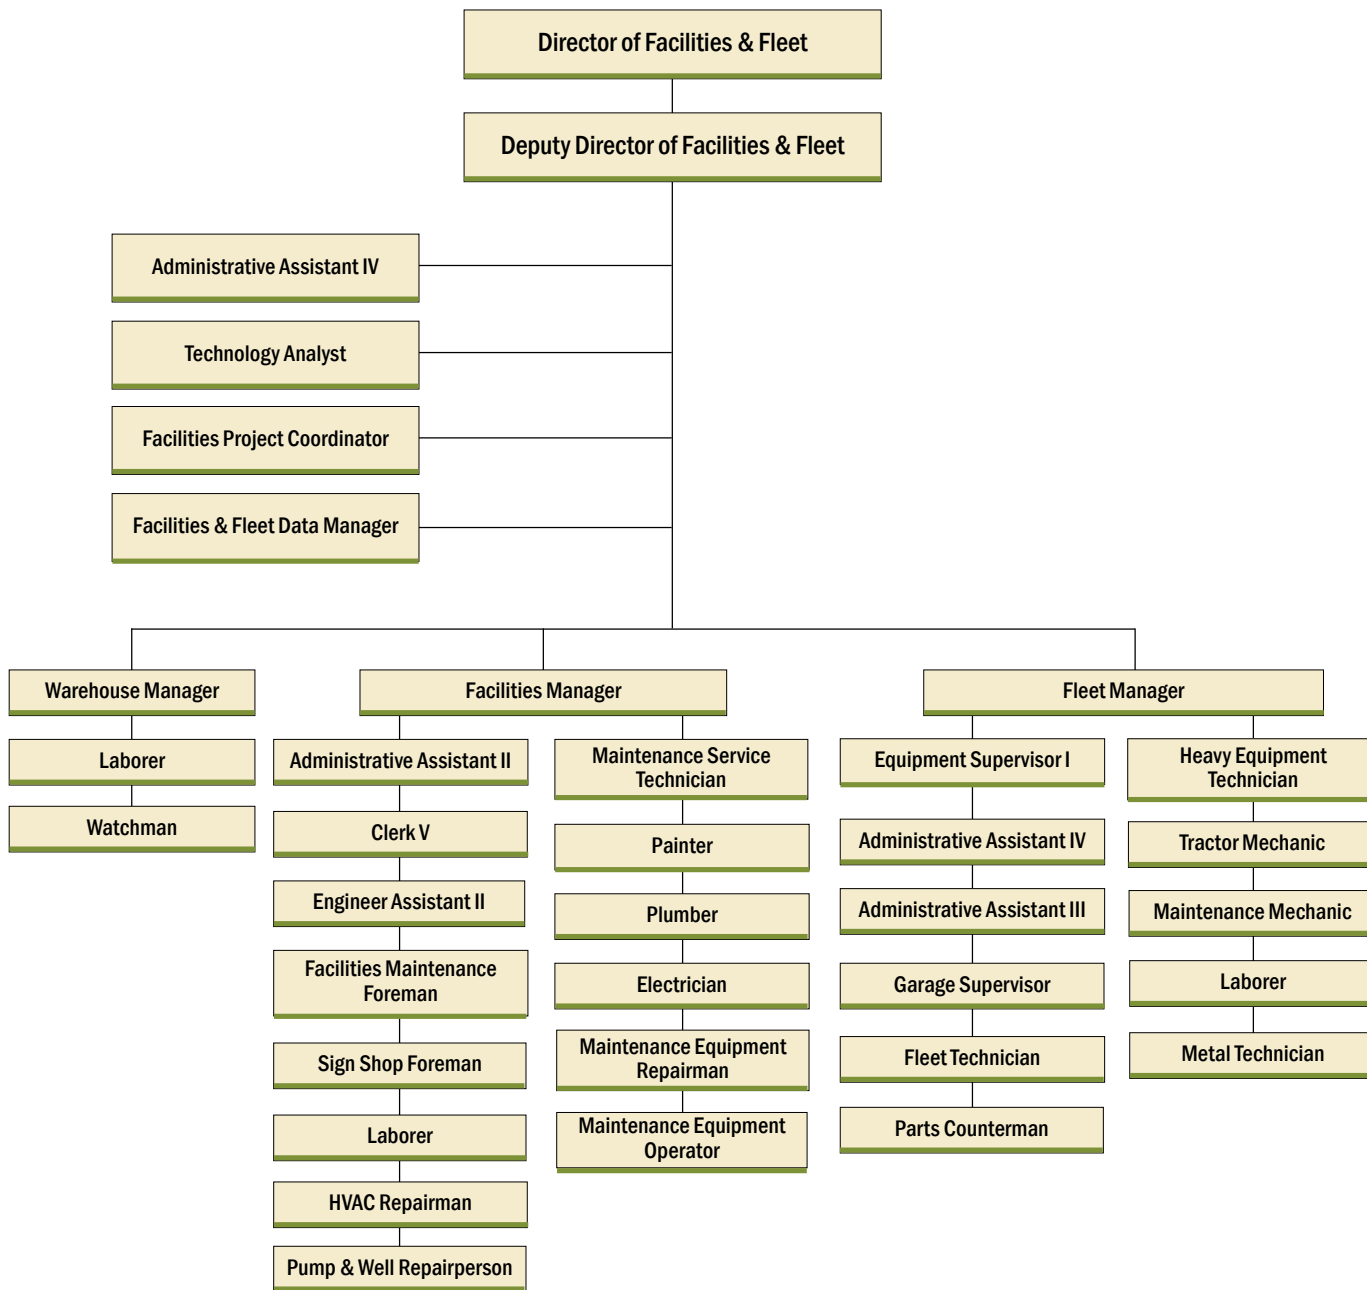 Director of Facilities & Fleet
Deputy Director of Facilities & Fleet
Administrative Assistant IV
Technology Analyst
Facilities Project Coordinator
Facilities & Fleet Data Manager
Warehouse Manager
Laborer
Watchman
Facilities Manager
Administrative Assistant II
Clerk V
Engineer Assistant II
Facilities Maintenance
Foreman
Sign Shop Foreman
Laborer
HVAC Repairman
Pump & Well Repairperson
Maintenance Service
Technician
Painter
Plumber
Electrician
Maintenance Equipment
Repairman
Maintenance Equipment
Operator
Fleet Manager
Equipment Supervisor I
Administrative Assistant IV
Administrative Assistant III
Garage Supervisor
Fleet Technician
Parts Counterman
Heavy Equipment
Technician
Tractor Mechanic
Maintenance Mechanic
Laborer
Metal Technician